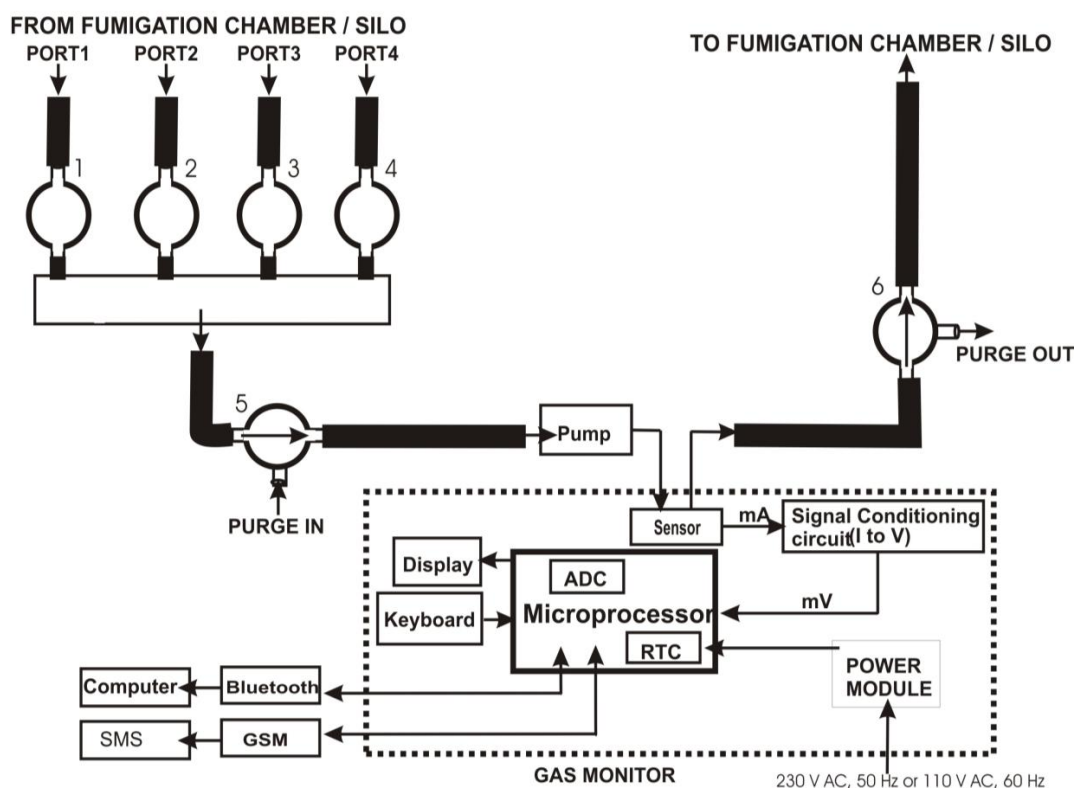 FROM FUMIGATION CHAMBER / SILO
PORT1 PORT2 PORT3 PORT4
1 2 3 4
TO FUMIGATION CHAMBER / SILO
6
PURGE OUT
5
PURGE IN
Pump
Sensor
mA
Signal Conditioning
circuit(I to V)
mV
Display
Keyboard
ADC
Microprocessor
RTC
POWER
MODULE
Computer
Bluetooth
SMS
GSM
GAS MONITOR
230 V AC, 50 Hz or 110 V AC, 60 Hz